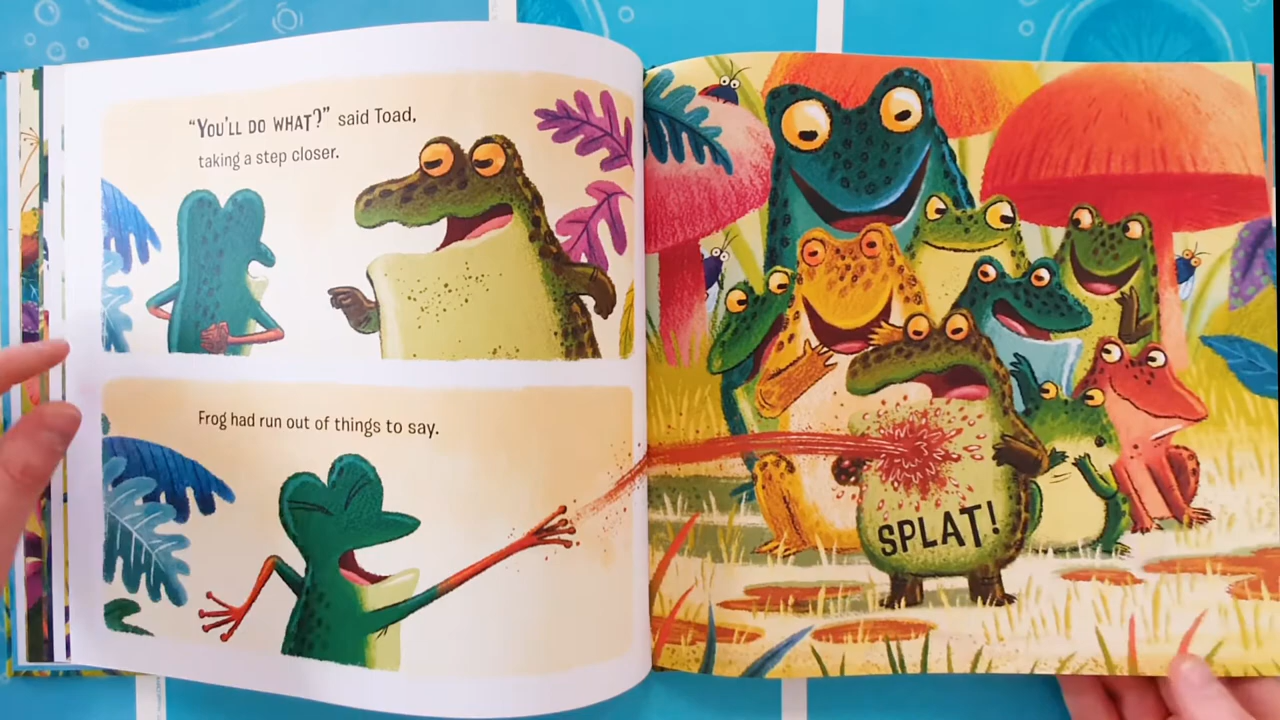 “YOU'LL DO WHAT?” said Toad,
taking a step closer.
Frog had run out of things to say.
SPLAT!